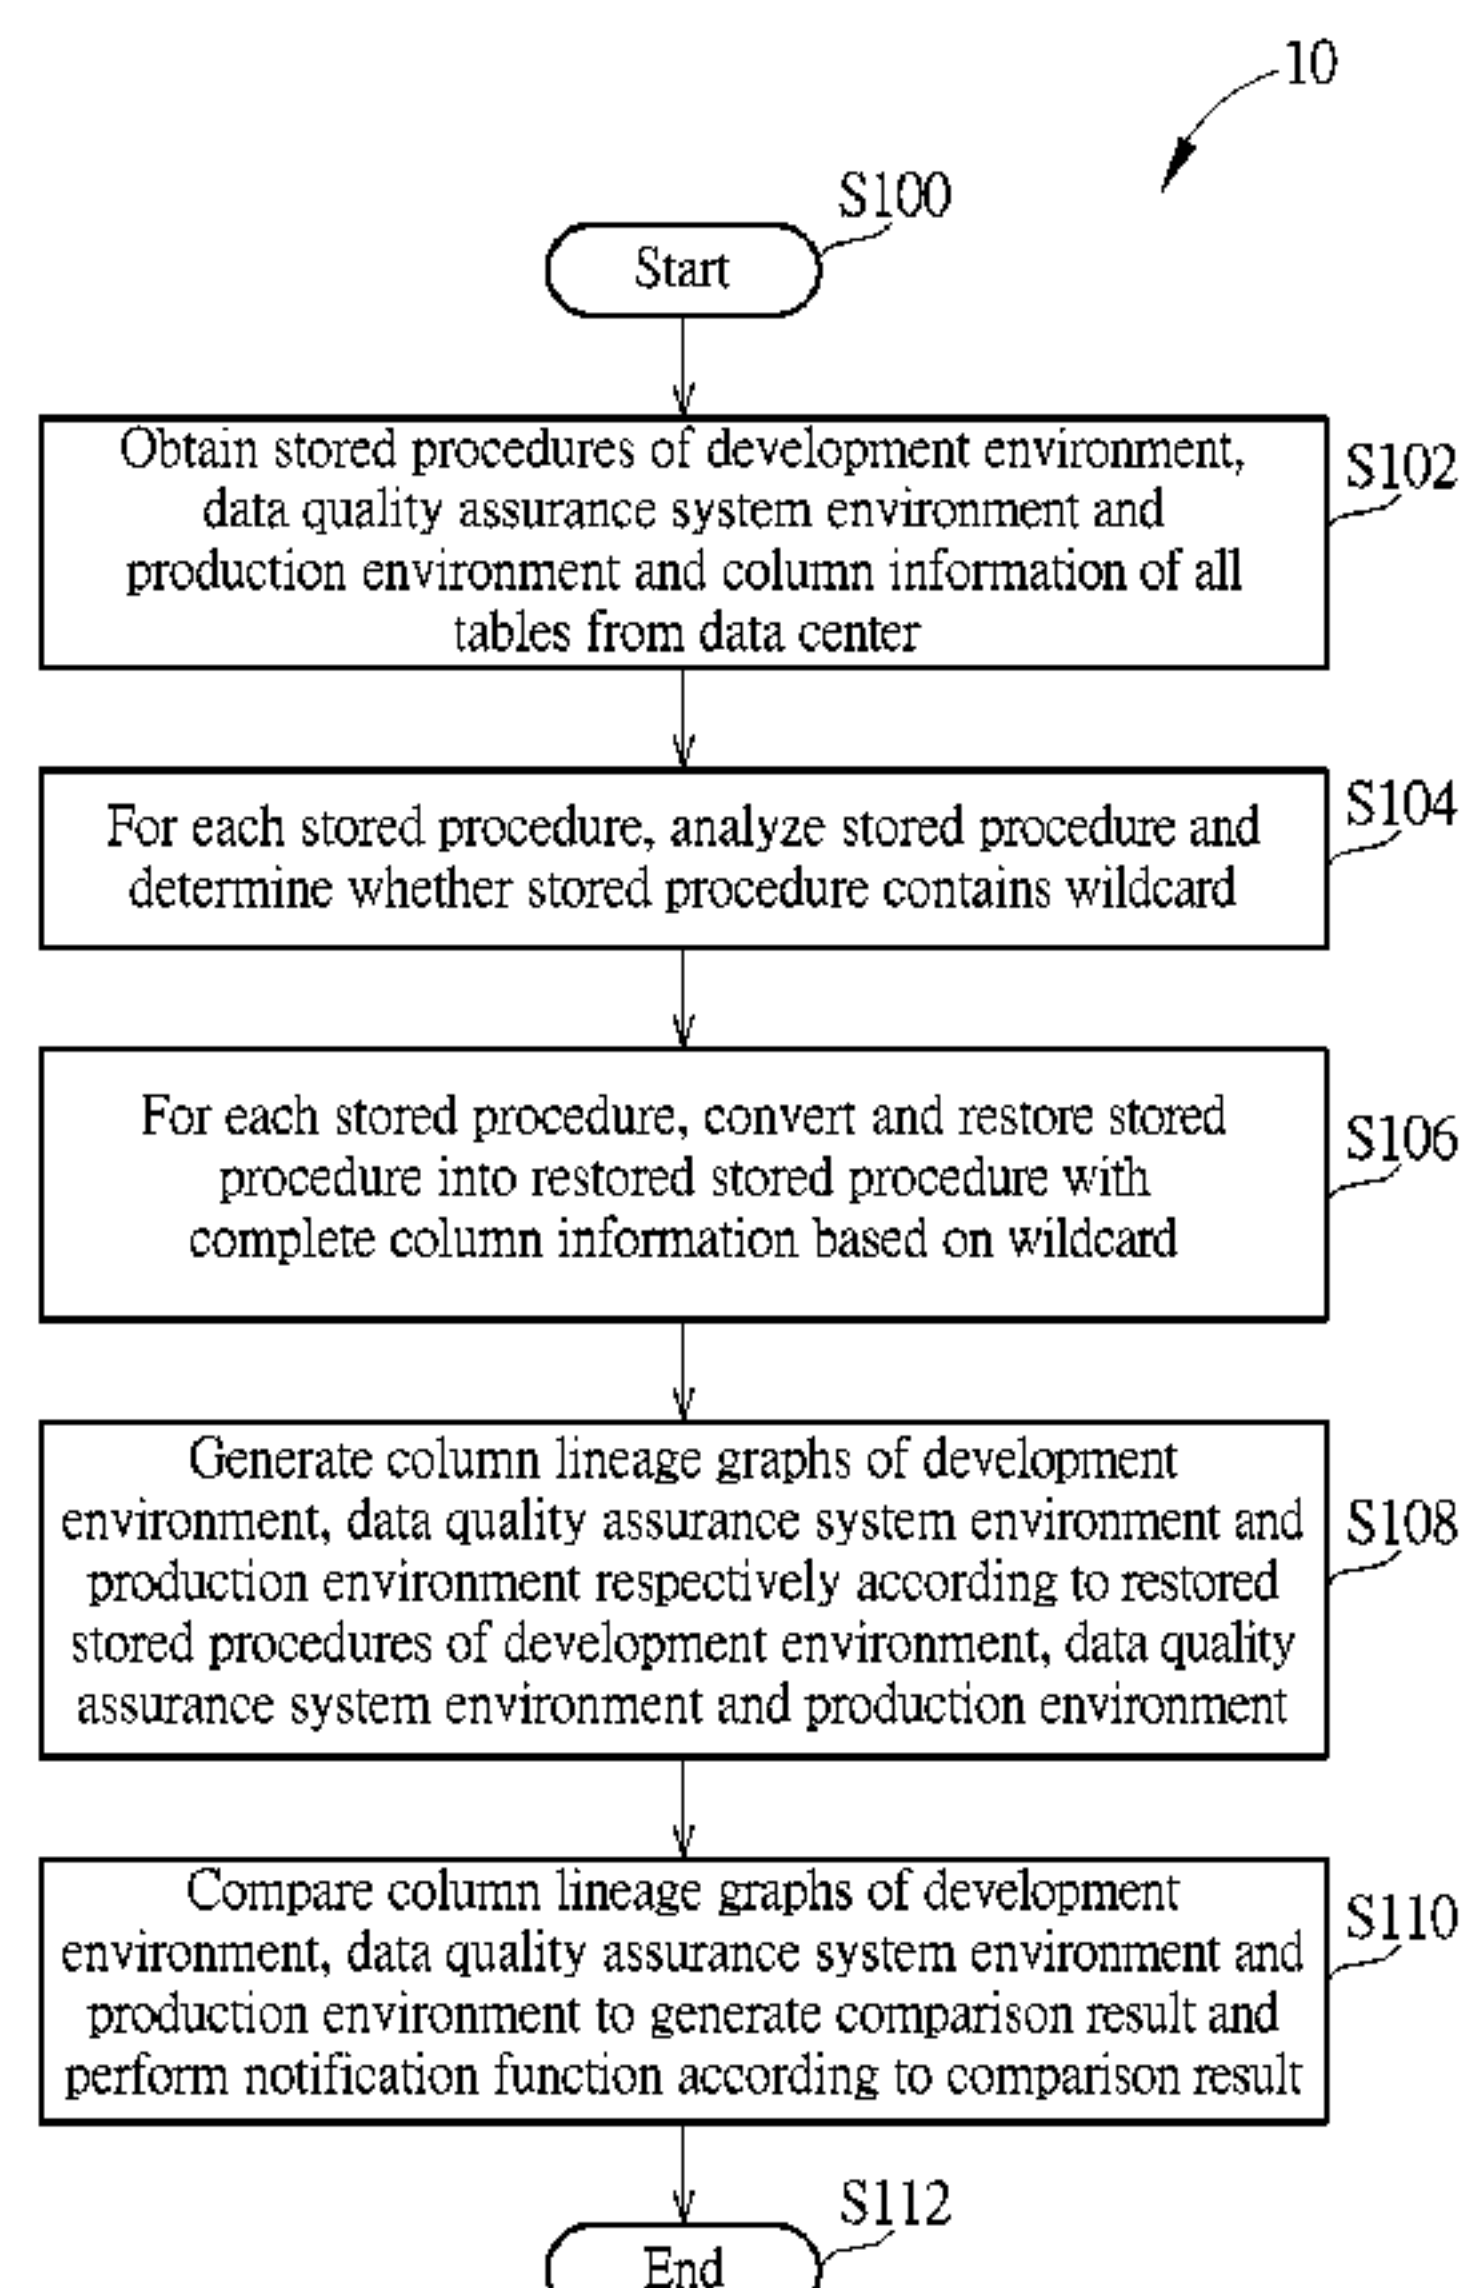 10
S100
Start
Obtain stored procedures of development environment,
data quality assurance system environment and
production environment and column information of all
tables from data center
S102
For each stored procedure, analyze stored procedure and
determine whether stored procedure contains wildcard
S104
For each stored procedure, convert and restore stored
procedure into restored stored procedure with
complete column information based on wildcard
S106
Generate column lineage graphs of development
environment, data quality assurance system environment and
production environment respectively according to restored
stored procedures of development environment, data quality
assurance system environment and production environment
S108
Compare column lineage graphs of development
environment, data quality assurance system environment and
production environment to generate comparison result and
perform notification function according to comparison result
S110
S112
End